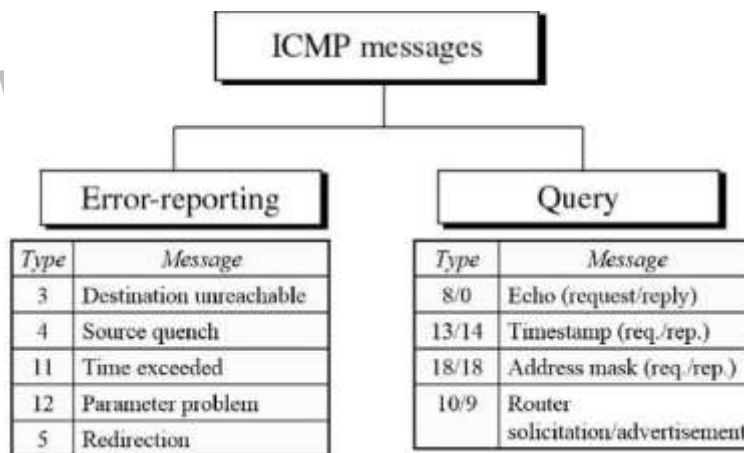 ICMP messages
Error-reporting
Type Message
3 Destination unreachable
4 Source quench
11 Time exceeded
12 Parameter problem
5 Redirection
Query
Type Message
8/0 Echo (request/reply)
13/14 Timestamp (req./rep.)
18/18 Address mask (req./rep.)
10/9 Router
solicitation/advertisement